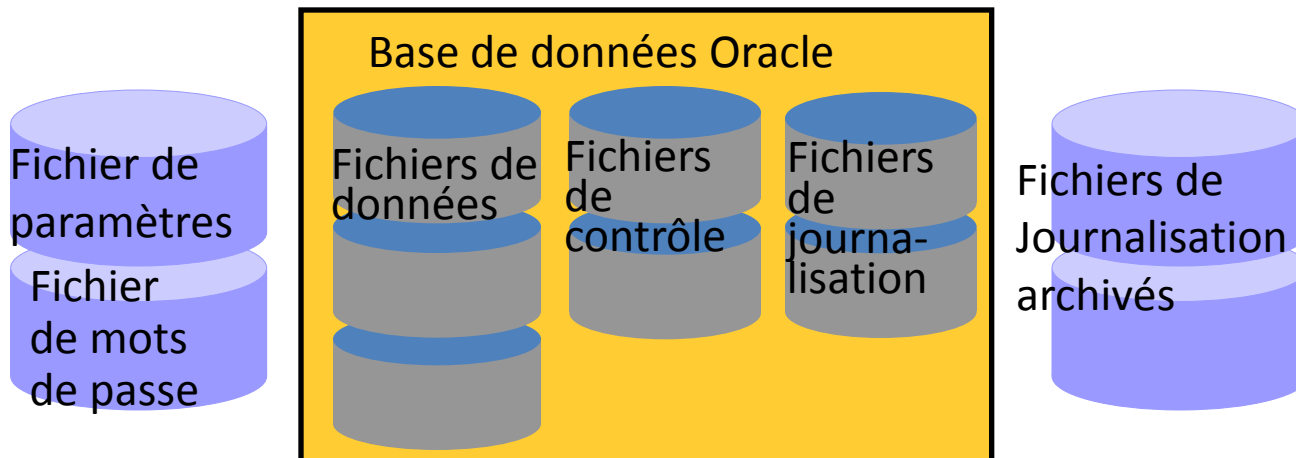 Base de données Oracle
Fichier de
paramètres
Fichier
de mots
de passe
Fichiers de
données
Fichiers
de
contrôle
Fichiers
de
journa-
lisation
Fichiers de
Journalisation
archivés